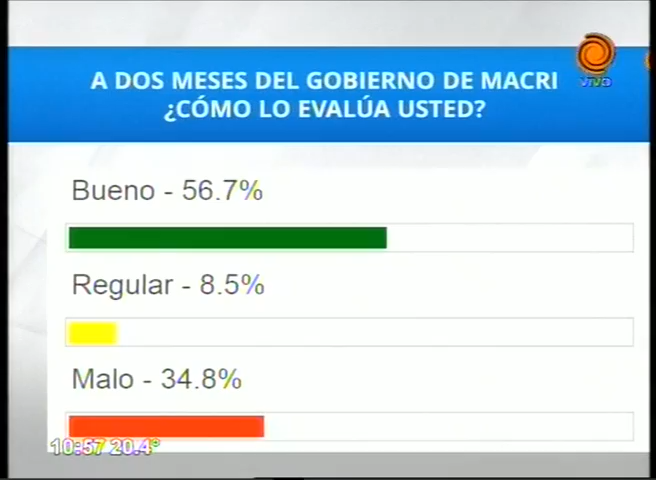 A DOS MESES DEL GOBIERNO DE MACRI
¿CÓMO LO EVALÚA USTED?
VIVO
Bueno - 56.7%
Regular - 8.5%
Malo - 34.8%
10:57 20.4°